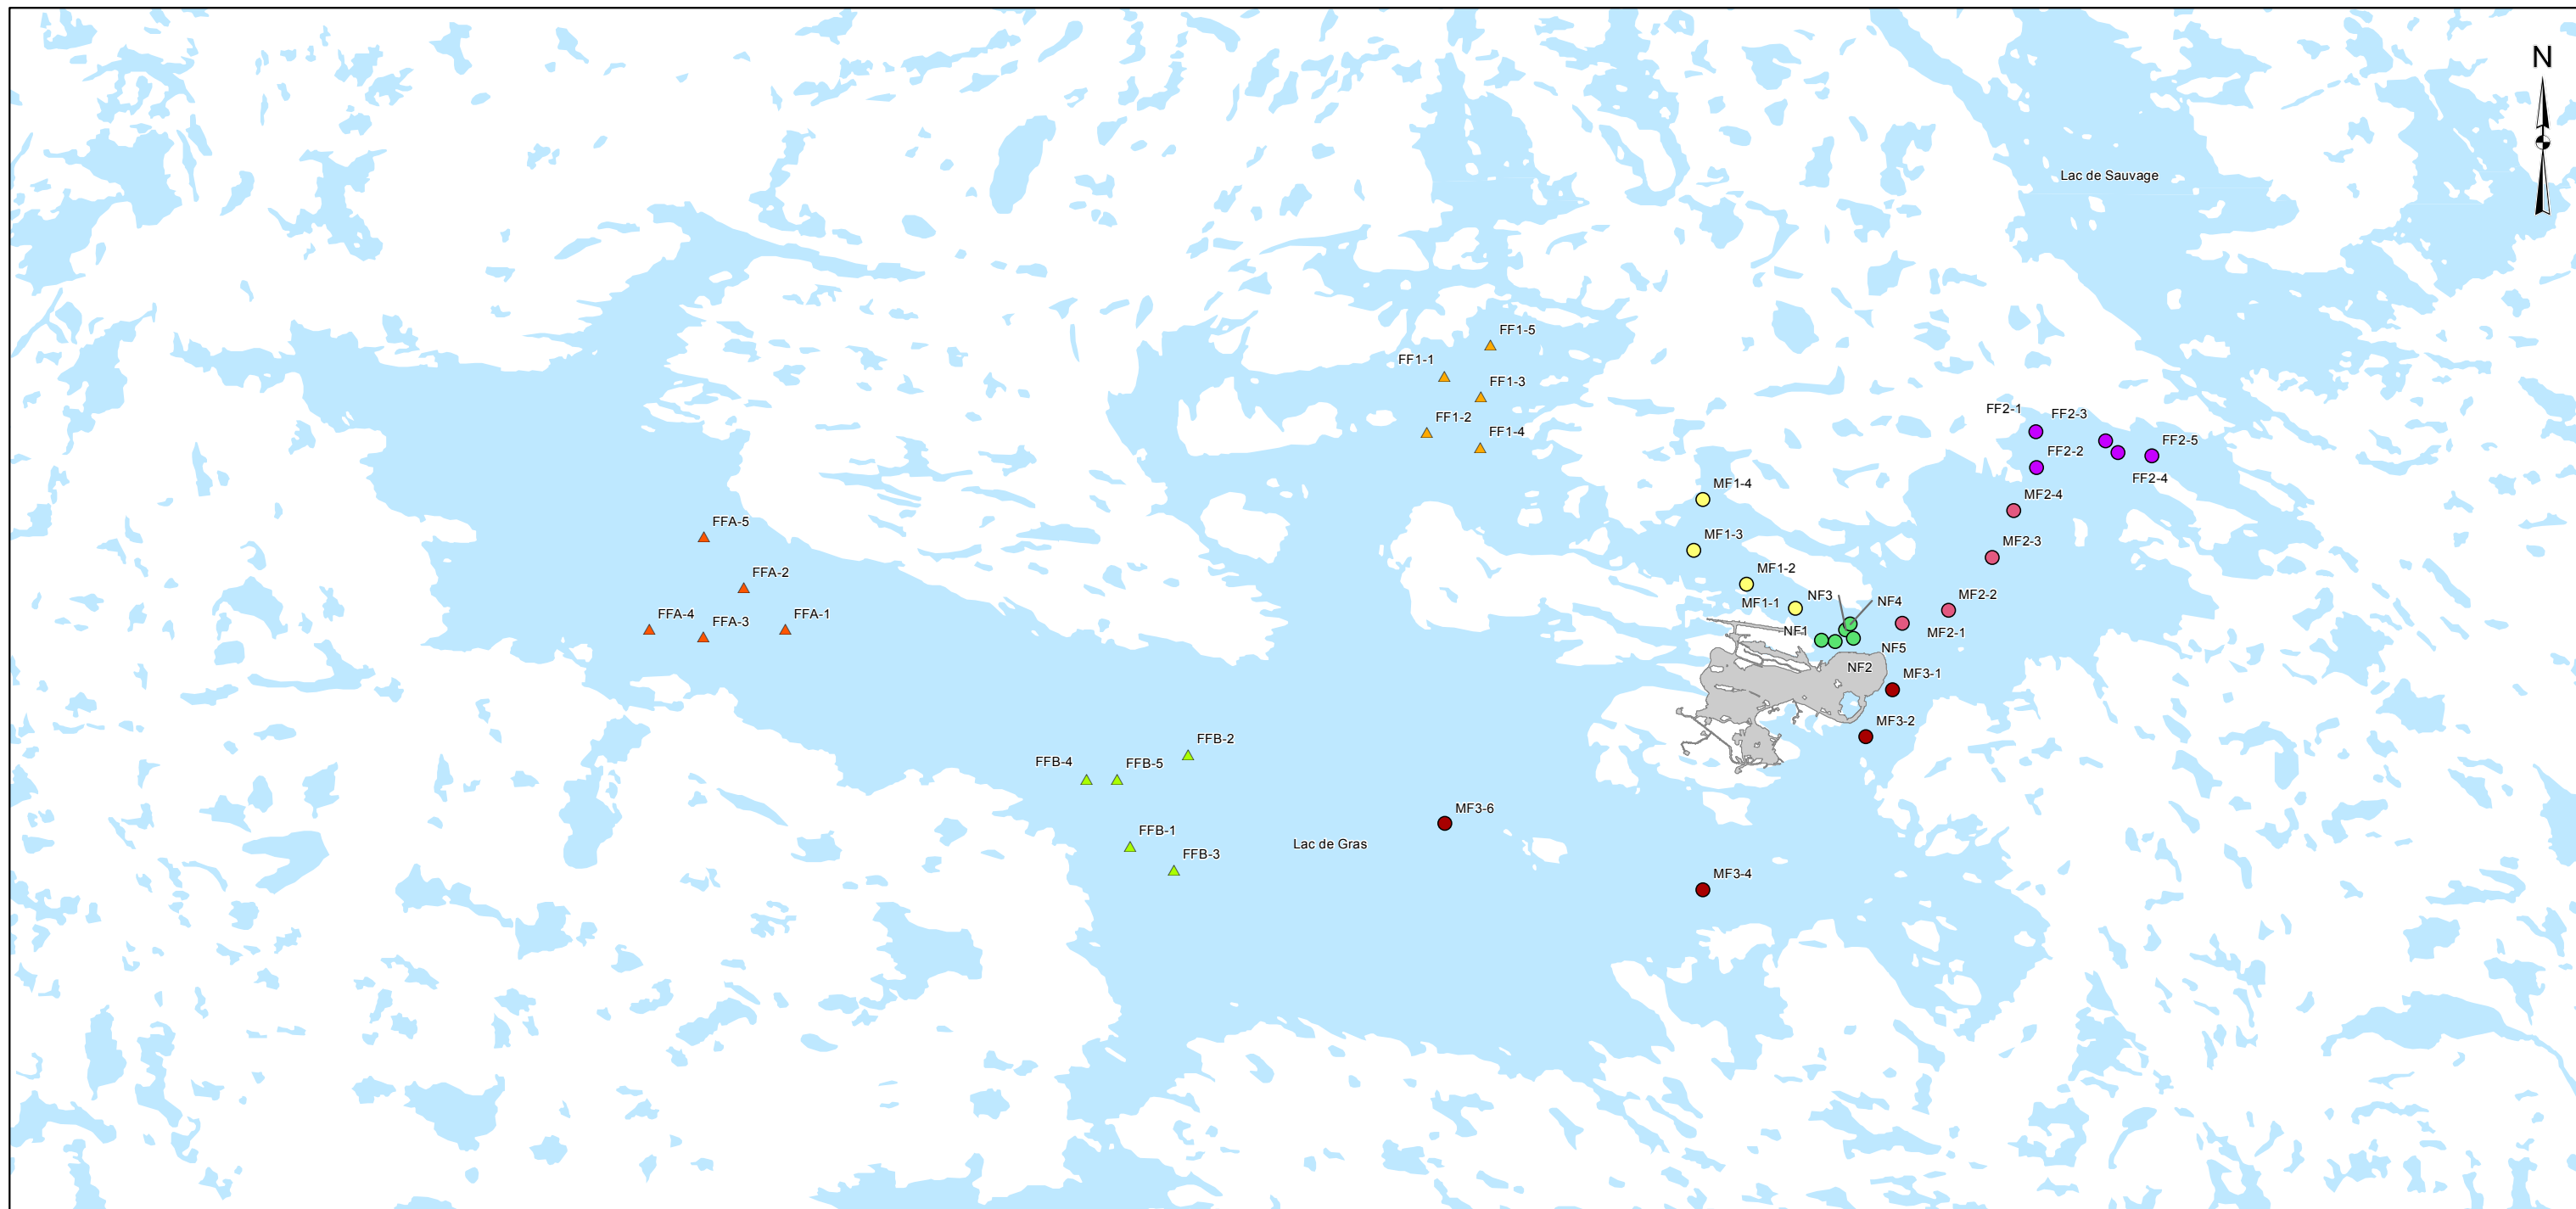 N
Lac de Sauvage
FF1-5
FF1-1
FF1-3
FF1-2
FF1-4
FF2-1
FF2-3
FF2-5
FF2-2
FF2-4
MF1-4
MF2-4
FFA-5
MF1-3
MF2-3
FFA-2
MF1-2
MF2-2
NF3
NF4
MF1-1
FFA-4
FFA-1
FFA-3
NF1
MF2-1
NF5
NF2
MF3-1
MF3-2
FFB-2
FFB-4
FFB-5
MF3-6
FFB-1
Lac de Gras
FFB-3
MF3-4